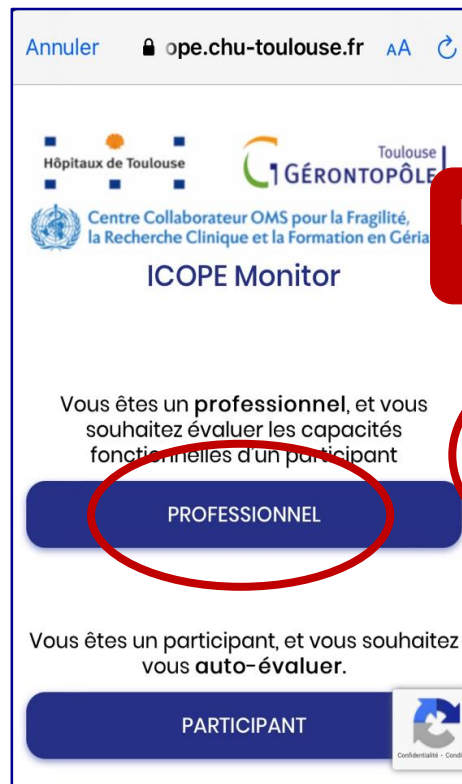 Annuler ope.chu-toulouse.fr AA
Hôpitaux de Toulouse
Toulouse
GÉRONTOPÔLE
Centre Collaborateur OMS pour la Fragilité,
la Recherche Clinique et la Formation en Géria
ICOPE Monitor
Vous êtes un professionnel, et vous
souhaitez évaluer les capacités
fonctionnelles d'un participant
PROFESSIONNEL
Vous êtes un participant, et vous souhaitez
vous auto-évaluer.
PARTICIPANT
Confidentialité - Condi